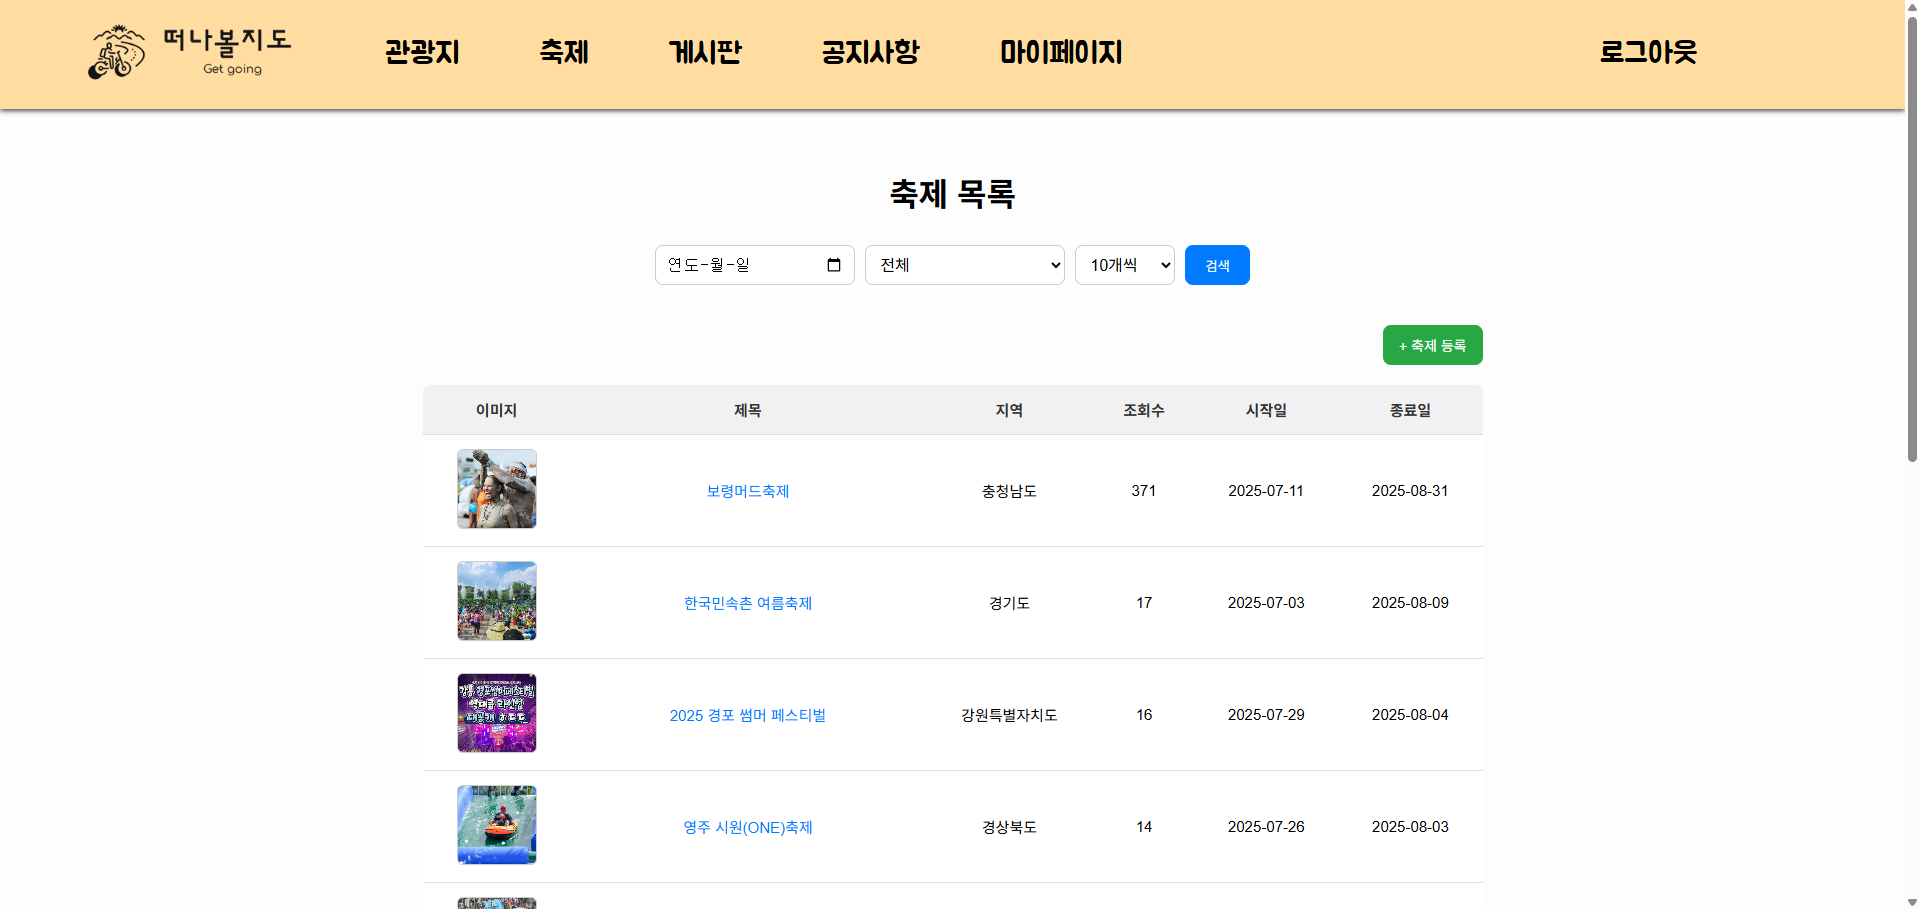 떠나볼지도
Get going
관광지 축제 게시판 공지사항 마이페이지 로그아웃
축제 목록
연도-월-일 전체 10개씩 검색
+ 축제 등록
이미지 제목 지역 조회수 시작일 종료일
보령머드축제 충청남도 371 2025-07-11 2025-08-31
한국민속촌 여름축제 경기도 17 2025-07-03 2025-08-09
2025 경포 썸머 페스티벌 강원특별자치도 16 2025-07-29 2025-08-04
영주 시원(ONE)축제 경상북도 14 2025-07-26 2025-08-03